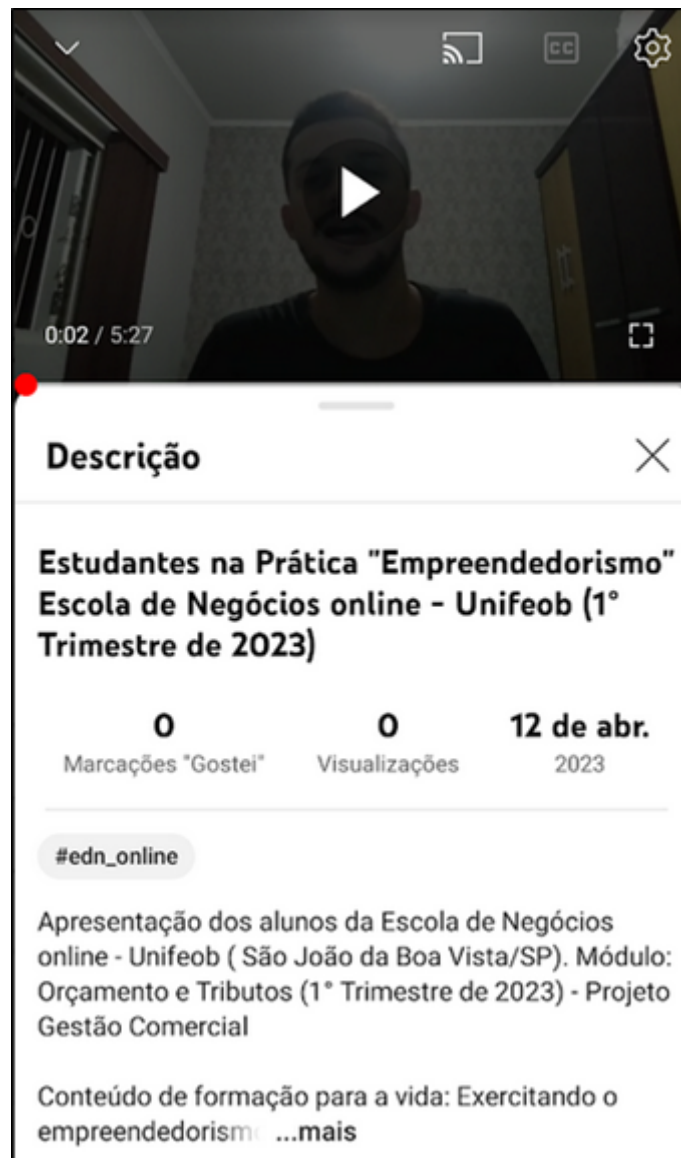 CC
0:02 / 5:27
Descrição
Estudantes na Prática "Empreendedorismo"
Escola de Negócios online - Unifeob (1°
Trimestre de 2023)
0 0 12 de abr.
Marcações "Gostei" Visualizações 2023
#edn_online
Apresentação dos alunos da Escola de Negócios
online - Unifeob ( São João da Boa Vista/SP). Módulo:
Orçamento e Tributos (1° Trimestre de 2023) - Projeto
Gestão Comercial
Conteúdo de formação para a vida: Exercitando o
empreendedorism ...mais